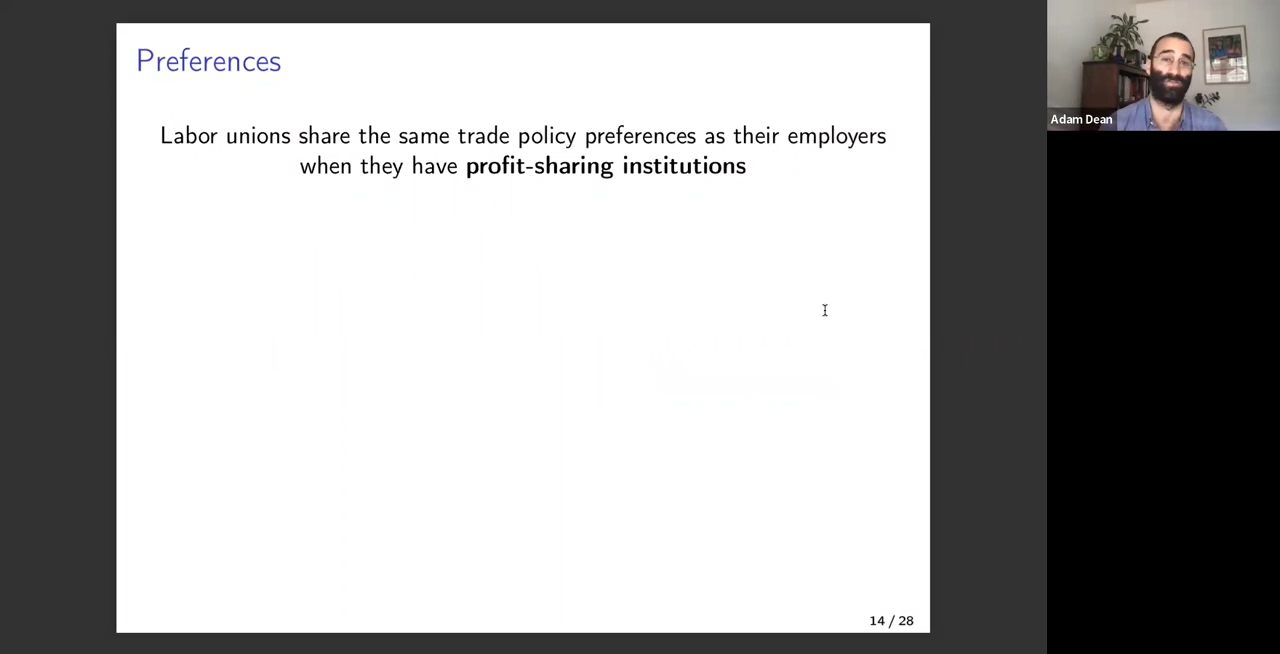 Preferences
Labor unions share the same trade policy preferences as their employers
when they have profit-sharing institutions
14 / 28
Adam Dean